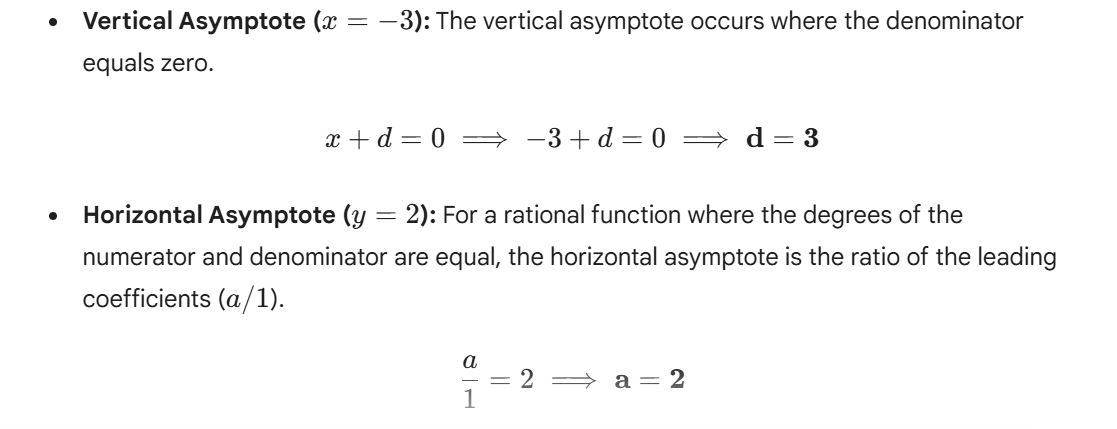 • Vertical Asymptote (x = −3): The vertical asymptote occurs where the denominator
equals zero.
x + d = 0 ⟹ −3 + d = 0 ⟹ d = 3
• Horizontal Asymptote (y = 2): For a rational function where the degrees of the
numerator and denominator are equal, the horizontal asymptote is the ratio of the leading
coefficients (a/1).
a/1 = 2 ⟹ a = 2